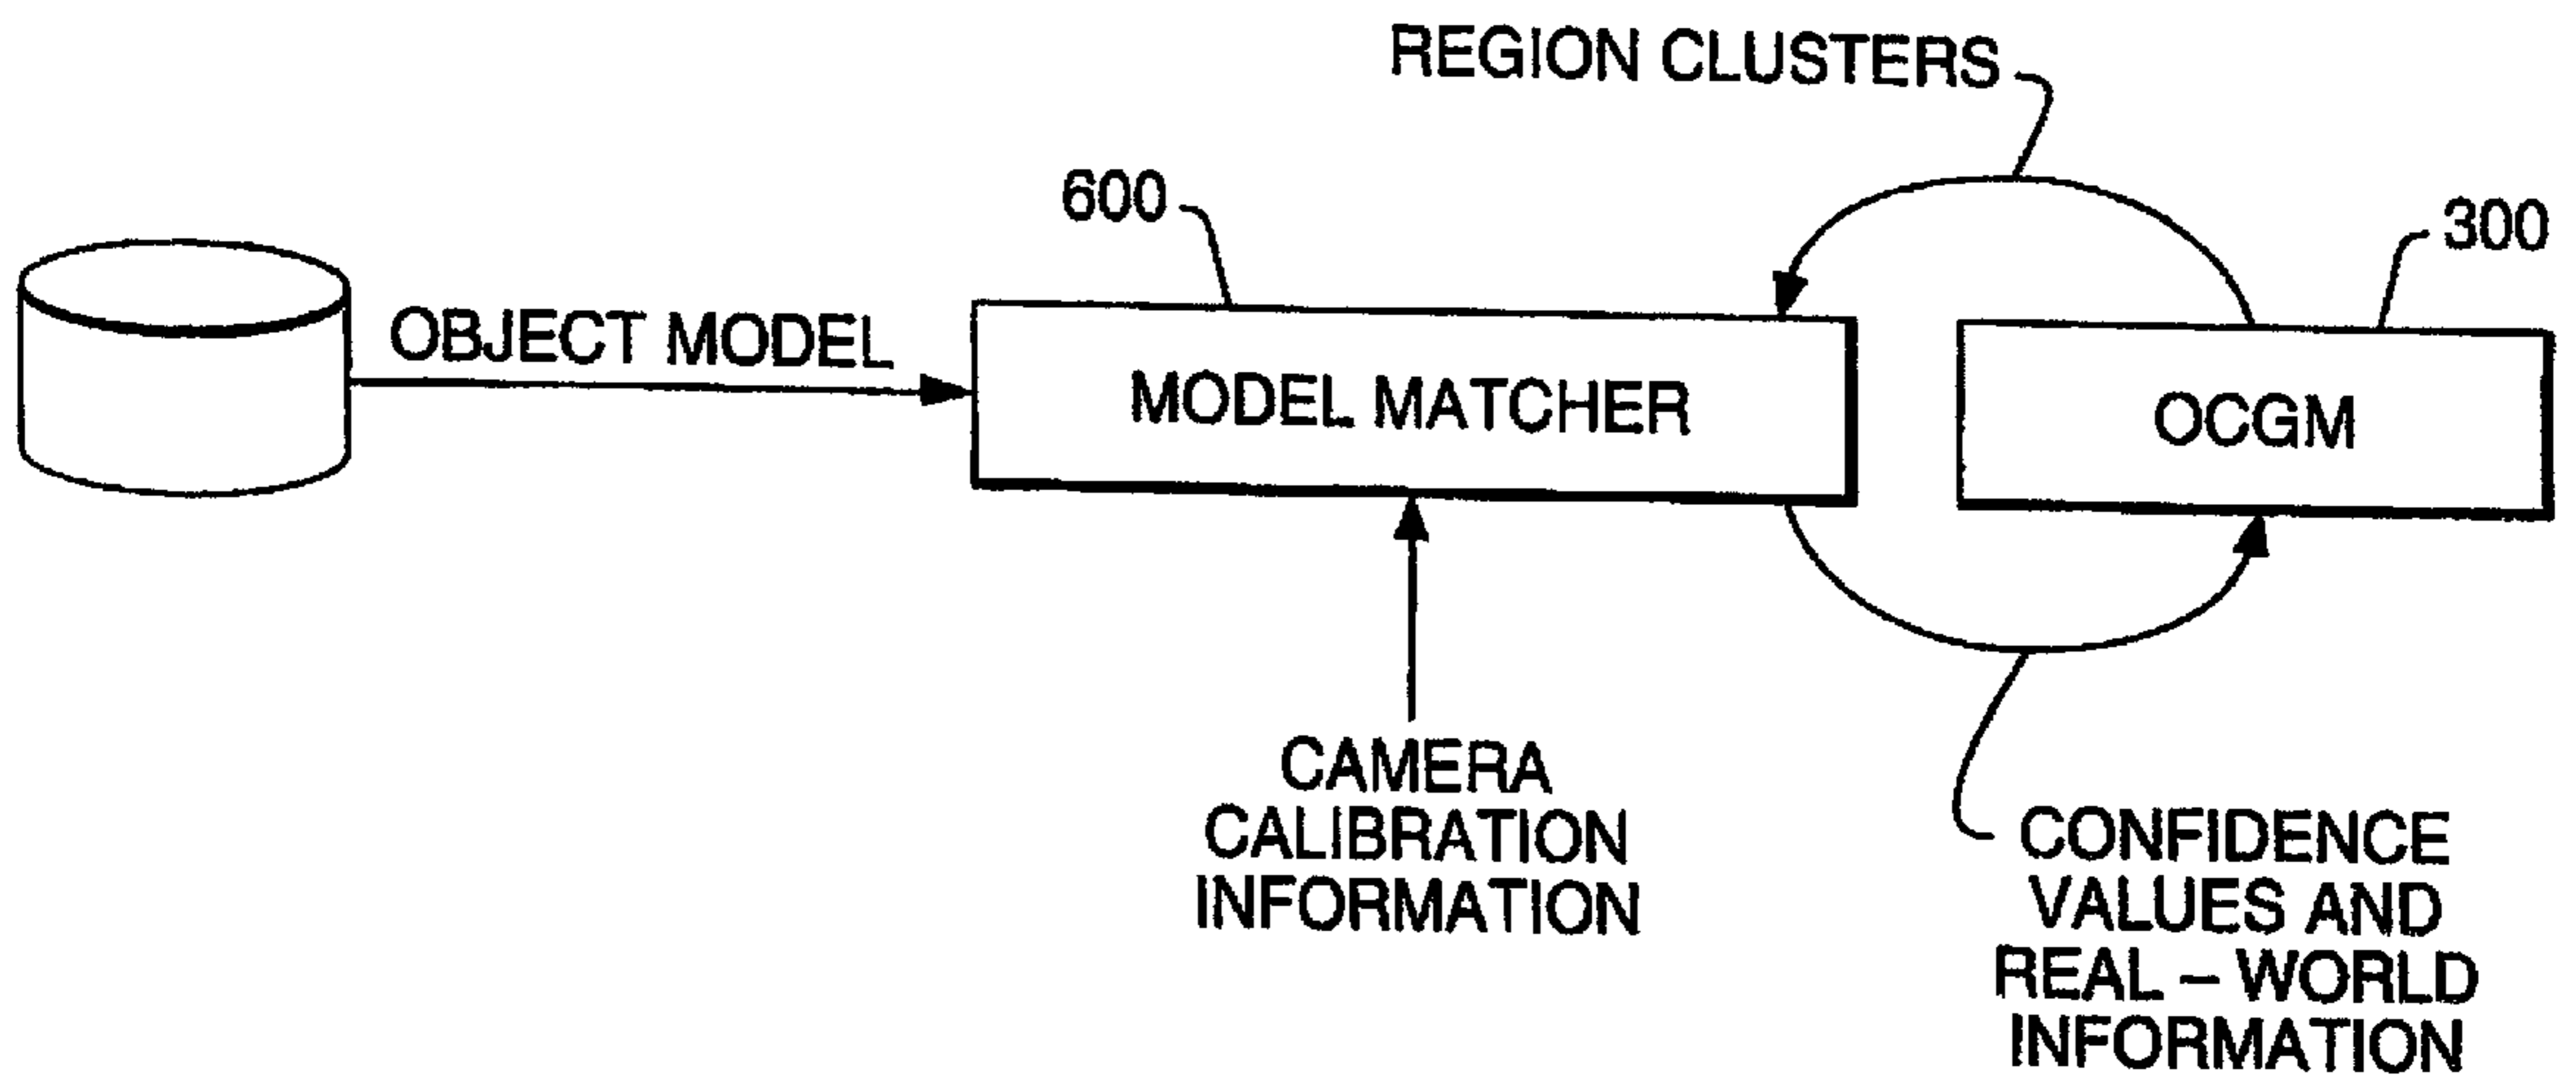 REGION CLUSTERS
600
300
OBJECT MODEL
MODEL MATCHER
OCGM
CAMERA
CALIBRATION
INFORMATION
CONFIDENCE
VALUES AND
REAL – WORLD
INFORMATION